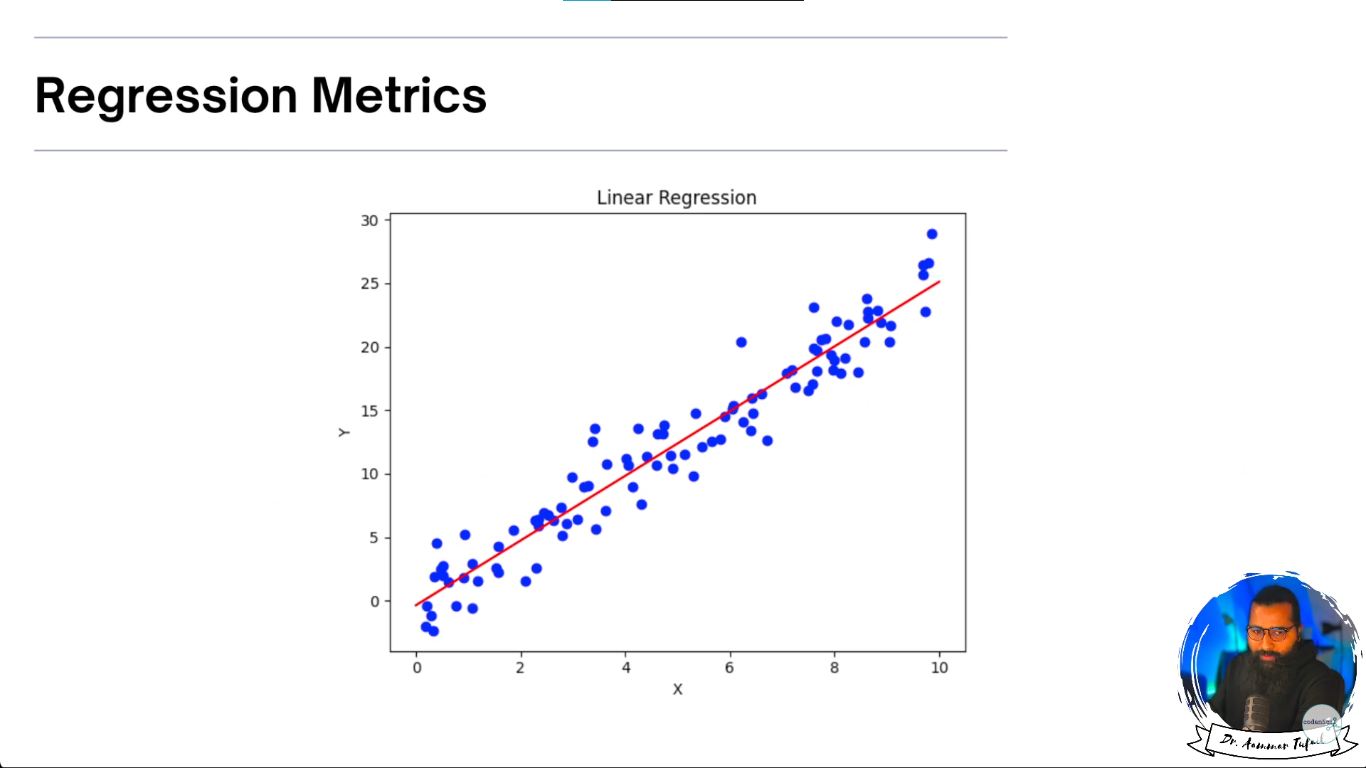 Regression Metrics
Linear Regression
30
25
20
15
10
5
0
Y
0 2 4 6 8 10
X
codanics
Dr. Aammar Tufail